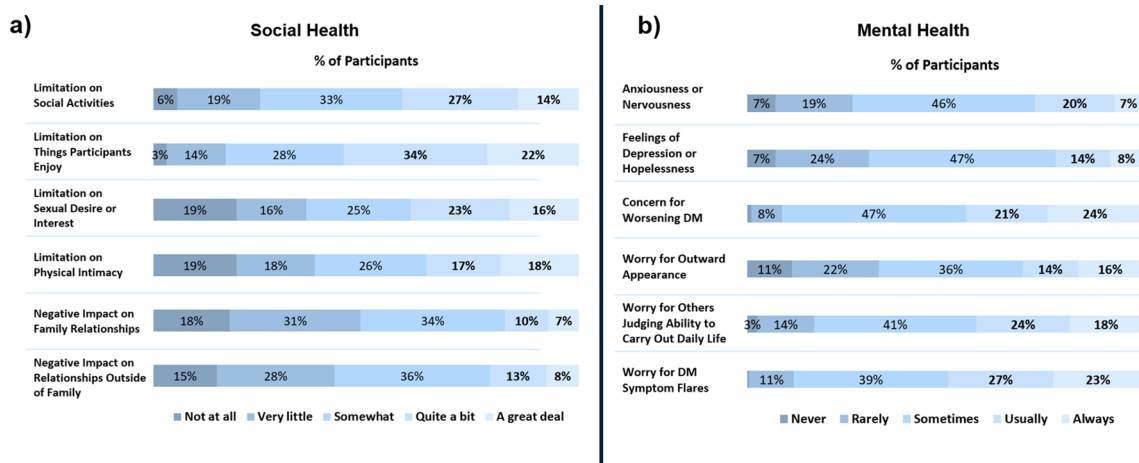 a)
Social Health
% of Participants
Limitation on
Social Activities
6% 19% 33% 27% 14%
Limitation on
Things Participants
Enjoy
3% 14% 28% 34% 22%
Limitation on
Sexual Desire or
Interest
19% 16% 25% 23% 16%
Limitation on
Physical Intimacy
19% 18% 26% 17% 18%
Negative Impact on
Family Relationships
18% 31% 34% 10% 7%
Negative Impact on
Relationships Outside
of Family
15% 28% 36% 13% 8%
Not at all Very little Somewhat Quite a bit A great deal
b)
Mental Health
% of Participants
Anxiousness or
Nervousness
7% 19% 46% 20% 7%
Feelings of
Depression or
Hopelessness
7% 24% 47% 14% 8%
Concern for
Worsening DM
8% 47% 21% 24%
Worry for Outward
Appearance
11% 22% 36% 14% 16%
Worry for Others
Judging Ability to
Carry Out Daily Life
3% 14% 41% 24% 18%
Worry for DM
Symptom Flares
11% 39% 27% 23%
Never Rarely Sometimes Usually Always